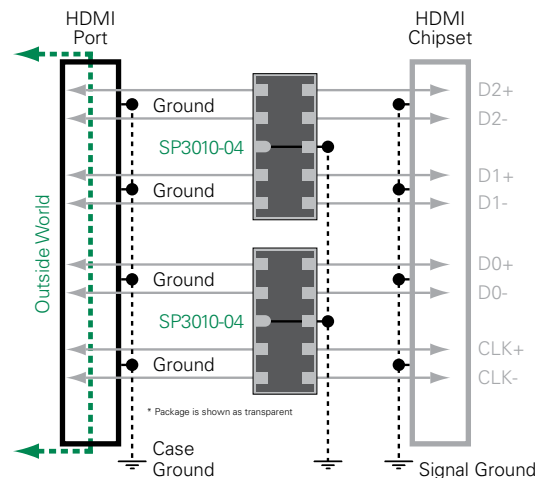 HDMI
Port
HDMI
Chipset
Outside World
D2+
Ground
D2-
SP3010-04
D1+
Ground
D1-
D0+
Ground
D0-
SP3010-04
CLK+
Ground
CLK-
* Package is shown as transparent
Case
Ground
Signal Ground